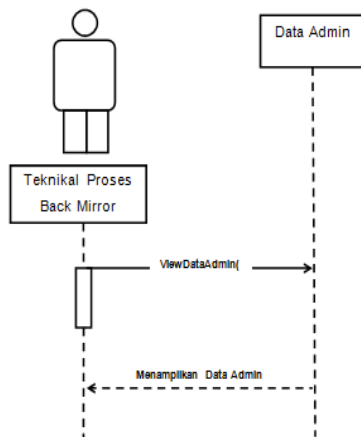 Data Admin
Teknikal Proses
Back Mirror
ViewDataAdmin(
Menampilkan Data Admin